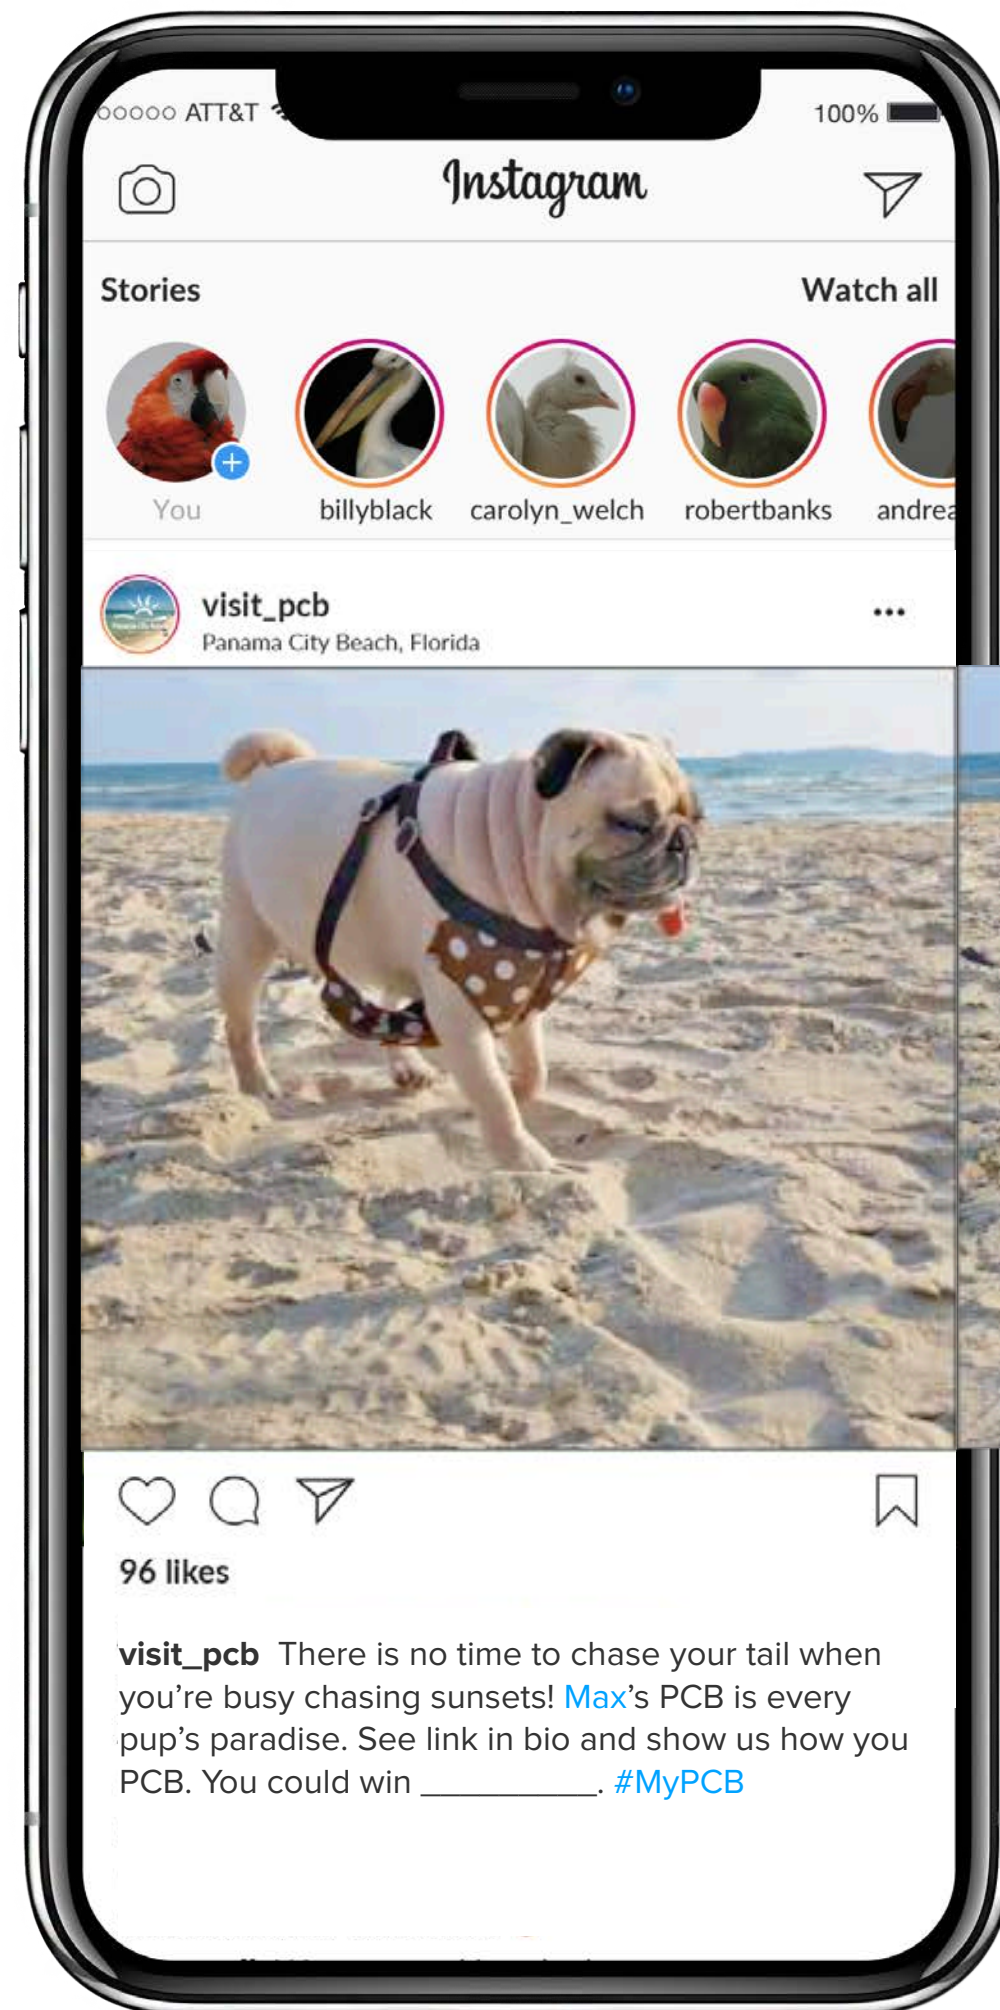 ooooo ATT&T
100%
Instagram
Stories
Watch all
You
billyblack
carolyn_welch
robertbanks
andrea
visit_pcb
Panama City Beach, Florida
96 likes
visit_pcb There is no time to chase your tail when
you're busy chasing sunsets! Max's PCB is every
pup's paradise. See link in bio and show us how you
PCB. You could win __________. #MyPCB